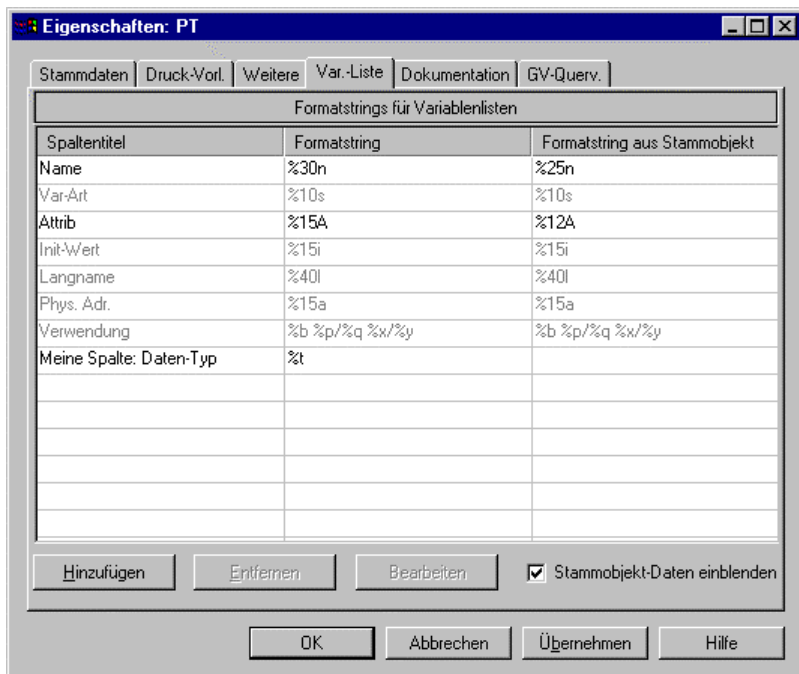 Eigenschaften: PT
Stammdaten Druck-Vorl. Weitere Var.-Liste Dokumentation GV-Querv.
Formatstrings für Variablenlisten
Spaltentitel Formatstring Formatstring aus Stammobjekt
Name %30n %25n
Var-Art %10s %10s
Attrib %15A %12A
Init-Wert %15i %15i
Langname %40l %40l
Phys. Adr. %15a %15a
Verwendung %b %p/%q %x/%y %b %p/%q %x/%y
Meine Spalte: Daten-Typ %t
Hinzufügen Entfernen Bearbeiten Stammobjekt-Daten einblenden
OK Abbrechen Übernehmen Hilfe